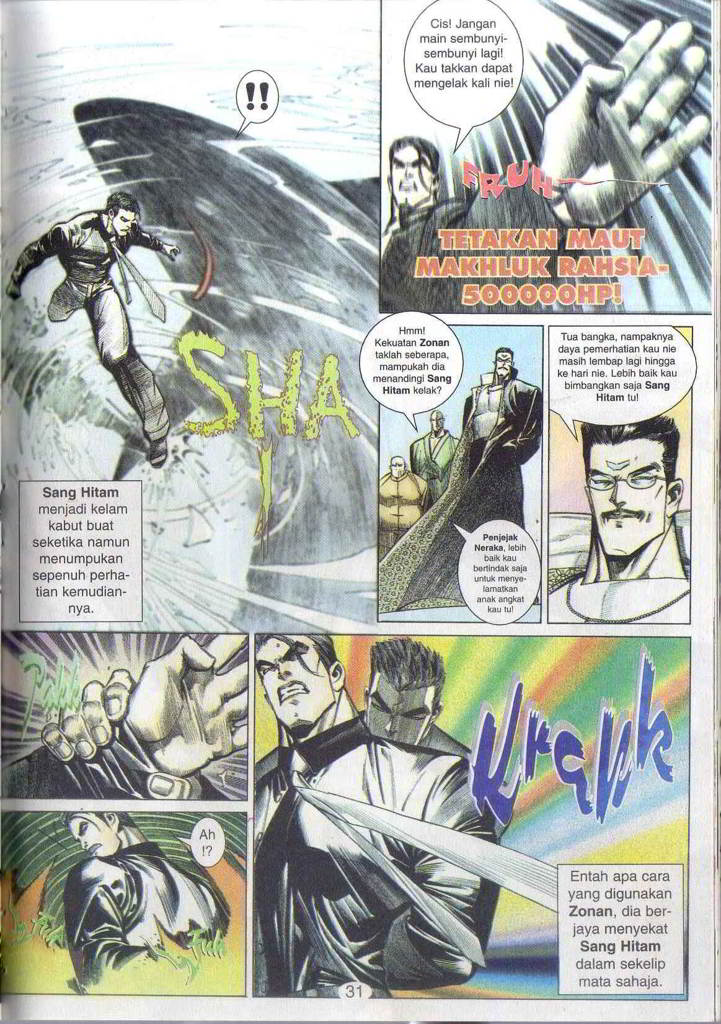 !!
SHA
Sang Hitam
menjadi kelam
kabut buat
seketika namun
menumpukan
sepenuh perha-
tian kemudian-
nya.
Cis! Jangan
main sembunyi-
sembunyi lagi!
Kau takkan dapat
mengelak kali nie!
FRUH
TETAKAN MAUT
MAKHLUK RAHSIA-
500000HP!
Hmm!
Kekuatan Zonan
taklah seberapa,
mampukah dia
menandingi Sang
Hitam kelak?
Penjejak
Neraka, lebih
baik kau
bertindak saja
untuk menye-
lamatkan
anak angkat
kau tu!
Tua bangka, nampaknya
daya pemerhatian kau nie
masih lembap lagi hingga
ke hari nie. Lebih baik kau
bimbangkan saja Sang
Hitam tu!
Ah
!?
Entah apa cara
yang digunakan
Zonan, dia ber-
jaya menyekat
Sang Hitam
dalam sekelip
mata sahaja.
31